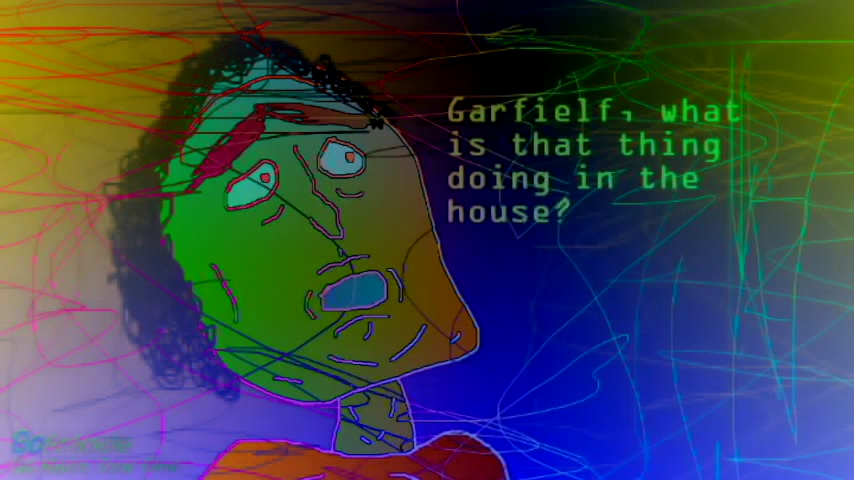 Garfielf, what
is that thing
doing in the
house?